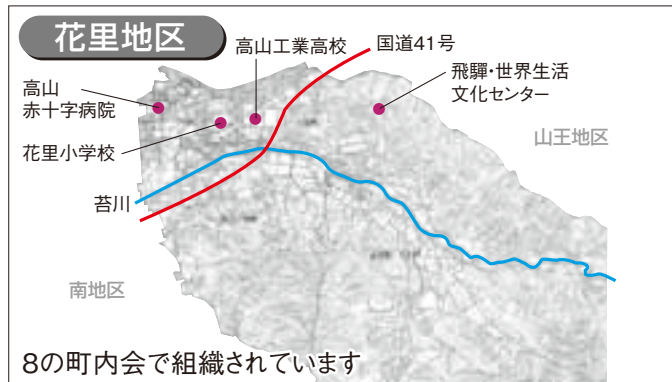 花里地区
高山工業高校
国道41号
高山
赤十字病院
飛騨・世界生活
文化センター
花里小学校
山王地区
苔川
南地区
8の町内会で組織されています